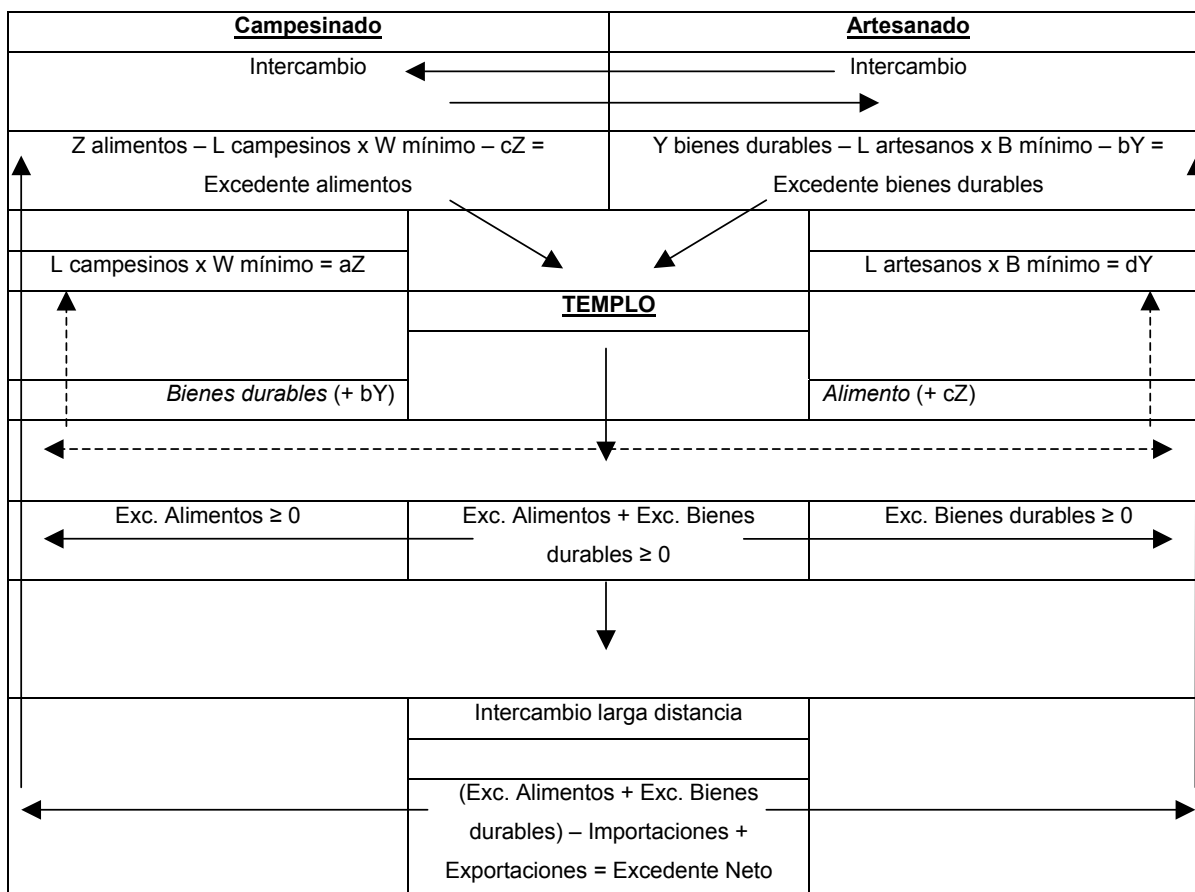 Campesinado
Artesanado
Intercambio
Intercambio
Z alimentos – L campesinos x W mínimo – cZ =
Excedente alimentos
Y bienes durables – L artesanos x B mínimo – bY =
Excedente bienes durables
L campesinos x W mínimo = aZ
L artesanos x B mínimo = dY
TEMPLO
Bienes durables (+ bY)
Alimento (+ cZ)
Exc. Alimentos ≥ 0
Exc. Alimentos + Exc. Bienes
durables ≥ 0
Exc. Bienes durables ≥ 0
Intercambio larga distancia
(Exc. Alimentos + Exc. Bienes
durables) – Importaciones +
Exportaciones = Excedente Neto